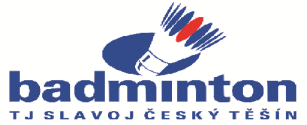 badminton
TJ SLAVOJ ČESKÝ TĚŠÍN